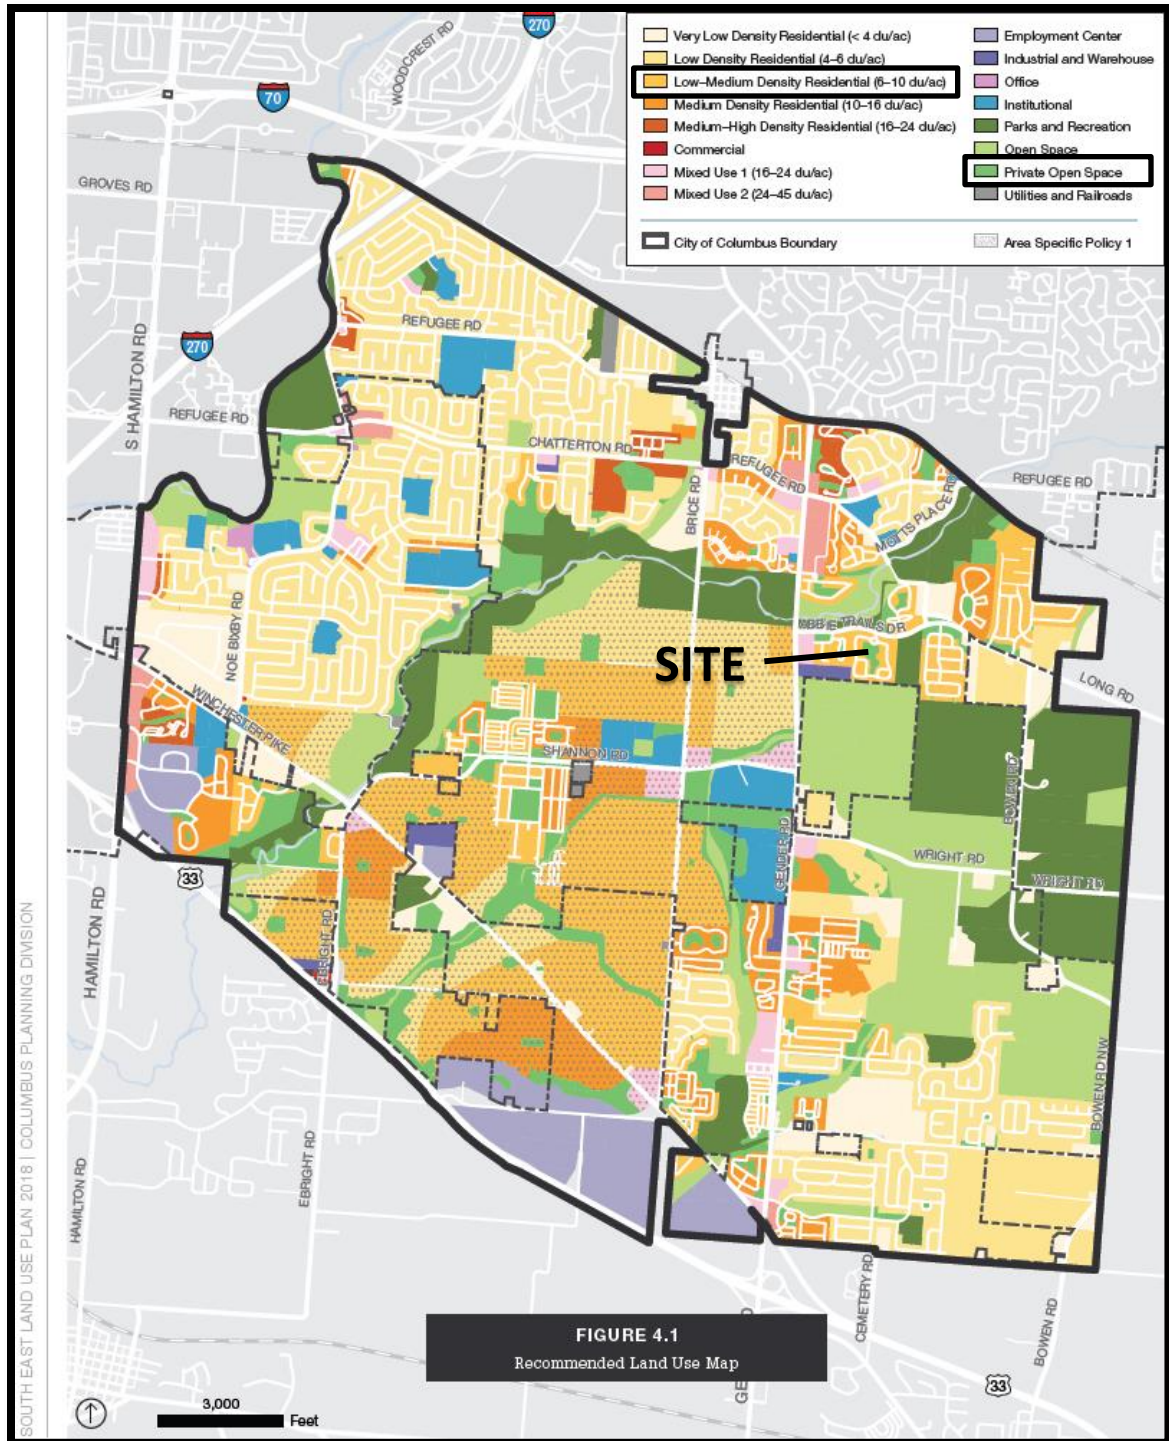 270
WOODCREST RD
70
GROVES RD
Very Low Density Residential (< 4 du/ac)
Low Density Residential (4–6 du/ac)
Low–Medium Density Residential (6–10 du/ac)
Medium Density Residential (10–16 du/ac)
Medium–High Density Residential (16–24 du/ac)
Commercial
Mixed Use 1 (16–24 du/ac)
Mixed Use 2 (24–45 du/ac)
Employment Center
Industrial and Warehouse
Office
Institutional
Parks and Recreation
Open Space
Private Open Space
Utilities and Railroads
City of Columbus Boundary
Area Specific Policy 1
REFUGEE RD
270
S HAMILTON RD
REFUGEE RD
CHATTERTON RD
REFUGEE RD
REFUGEE RD
BRICE RD
MOTTS PLACE RD
NOE BIXBY RD
TRAILS DR
SITE
LONG RD
WINCHESTER PIKE
SHANNON RD
BOWEN RD
GENDER RD
WRIGHT RD
WRIGHT RD
33
HAMILTON RD
EBRIGHT RD
BOWEN RD NW
EBRIGHT RD
HAMILTON RD
CEMETERY RD
BOWEN RD
GE
D
33
FIGURE 4.1
Recommended Land Use Map
3,000
Feet
SOUTH EAST LAND USE PLAN 2018 | COLUMBUS PLANNING DIVISION